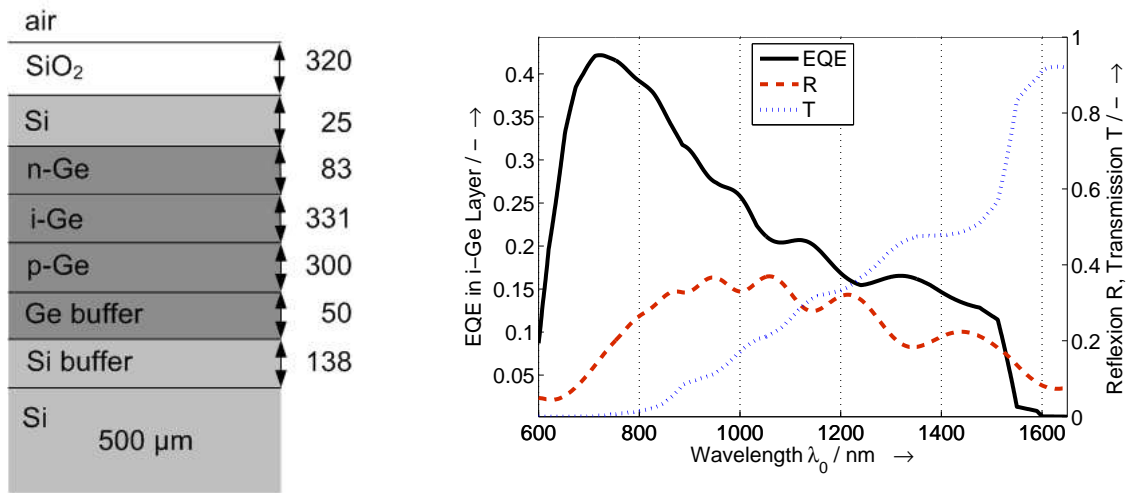 air
SiO₂
320
Si
25
n-Ge
83
i-Ge
331
p-Ge
300
Ge buffer
50
Si buffer
138
Si
500 µm
EQE in i–Ge Layer / – →
0.4
0.35
0.3
0.25
0.2
0.15
0.1
0.05
EQE
R
T
1
0.8
0.6
0.4
0.2
0
Reflexion R, Transmission T / – →
600
800
1000
1200
1400
1600
Wavelength λ₀ / nm →